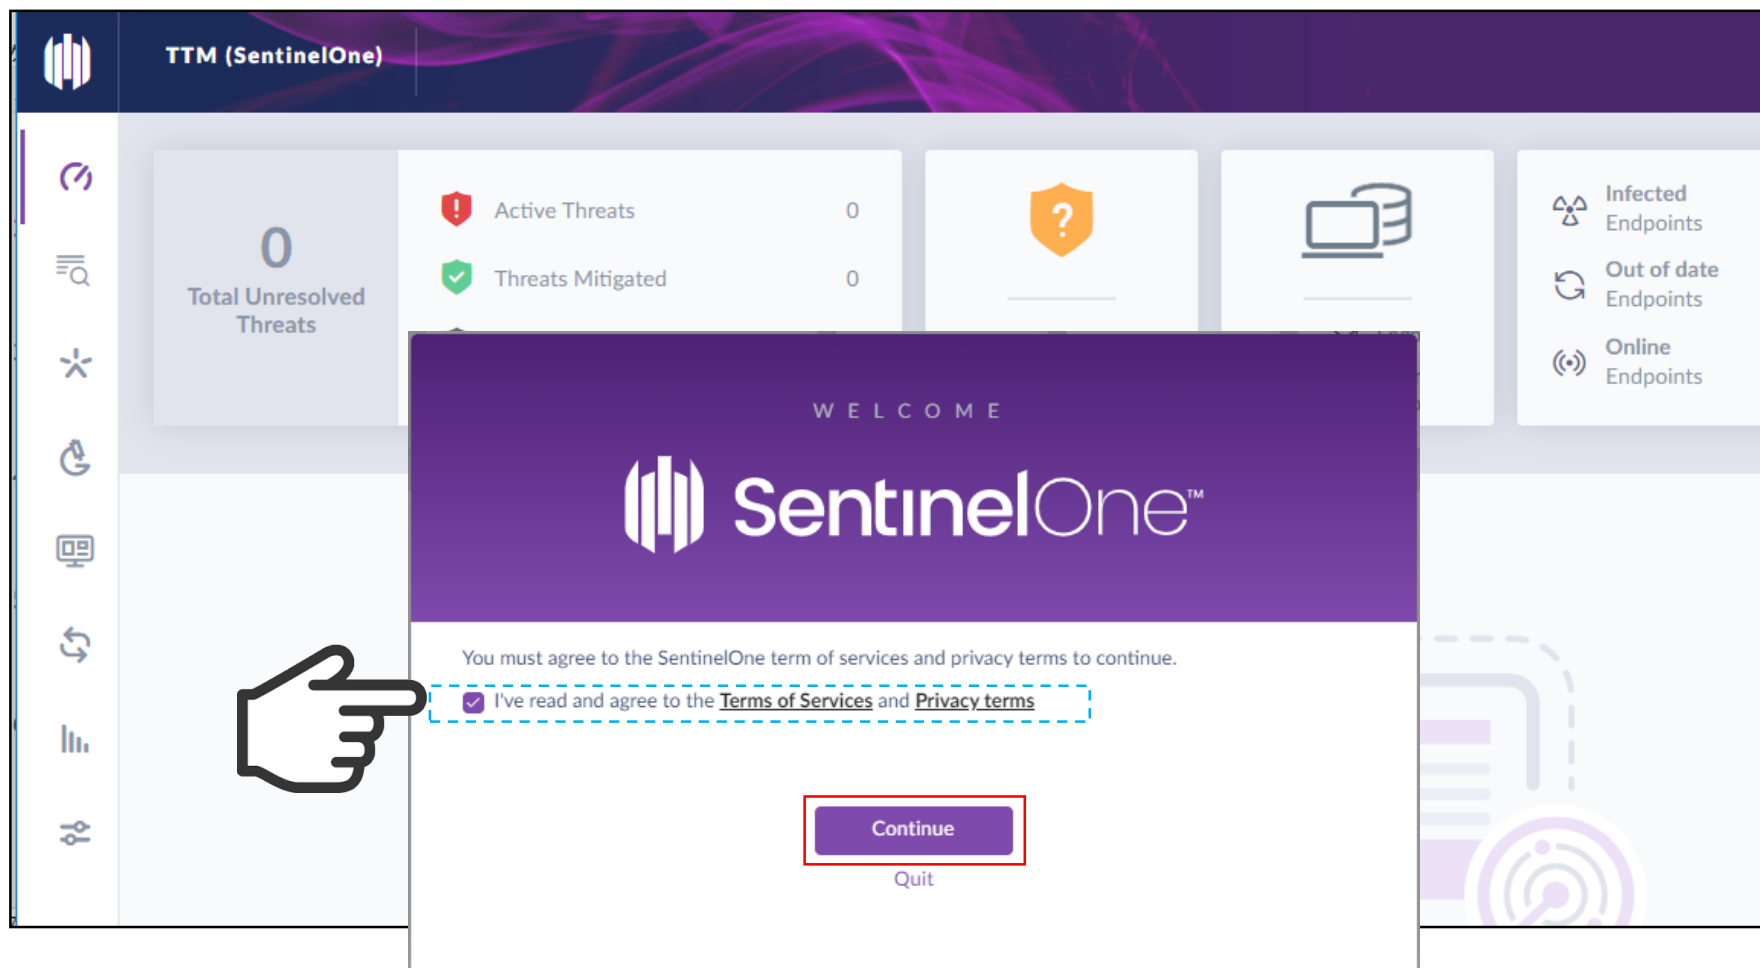 TTM (SentinelOne)
0
Total Unresolved
Threats
Active Threats 0
Threats Mitigated 0
Infected
Endpoints
Out of date
Endpoints
Online
Endpoints
WELCOME
SentinelOne™
You must agree to the SentinelOne term of services and privacy terms to continue.
I've read and agree to the Terms of Services and Privacy terms
Continue
Quit